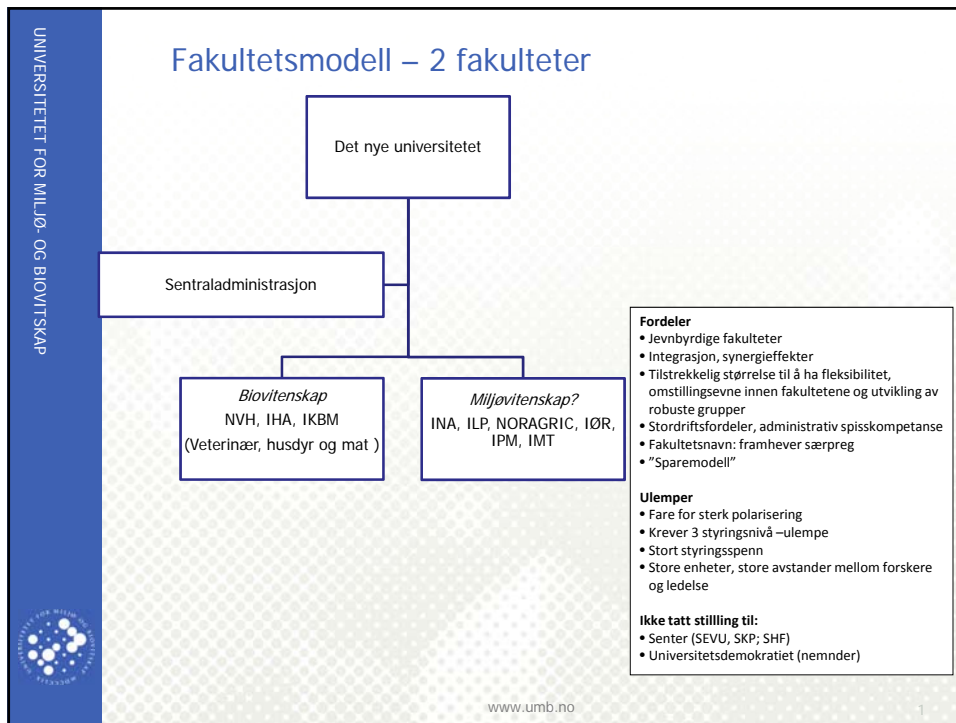 UNIVERSITETET FOR MILJØ- OG BIOVITSKAP
Fakultetsmodell – 2 fakulteter
Det nye universitetet
Sentraladministrasjon
Biovitenskap
NVH, IHA, IKBM
(Veterinær, husdyr og mat )
Miljøvitenskap?
INA, ILP, NORAGRIC, IØR,
IPM, IMT
Fordeler
• Jevnbyrdige fakulteter
• Integrasjon, synergieffekter
• Tilstrekkelig størrelse til å ha fleksibilitet,
omstillingsevne innen fakultetene og utvikling av
robuste grupper
• Stordriftsfordeler, administrativ spisskompetanse
• Fakultetsnavn: framhever særpreg
• ”Sparemodell”
Ulemper
• Fare for sterk polarisering
• Krever 3 styringsnivå –ulempe
• Stort styringsspenn
• Store enheter, store avstander mellom forskere
og ledelse
Ikke tatt stillling til:
• Senter (SEVU, SKP; SHF)
• Universitetsdemokratiet (nemnder)
www.umb.no
1